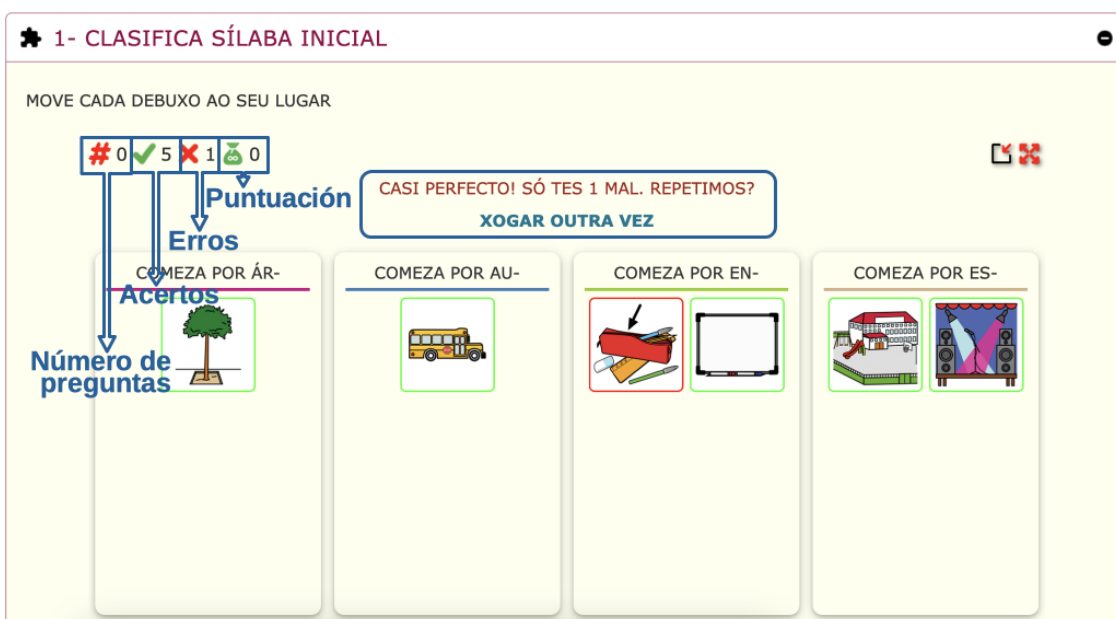 1- CLASIFICA SÍLABA INICIAL
MOVE CADA DEBUXO AO SEU LUGAR
# 0 5 1 0
Puntuación
Erros
Acertos
Número de
preguntas
CASI PERFECTO! SÓ TES 1 MAL. REPETIMOS?
XOGAR OUTRA VEZ
COMEZA POR ÁR-
COMEZA POR AU-
COMEZA POR EN-
COMEZA POR ES-